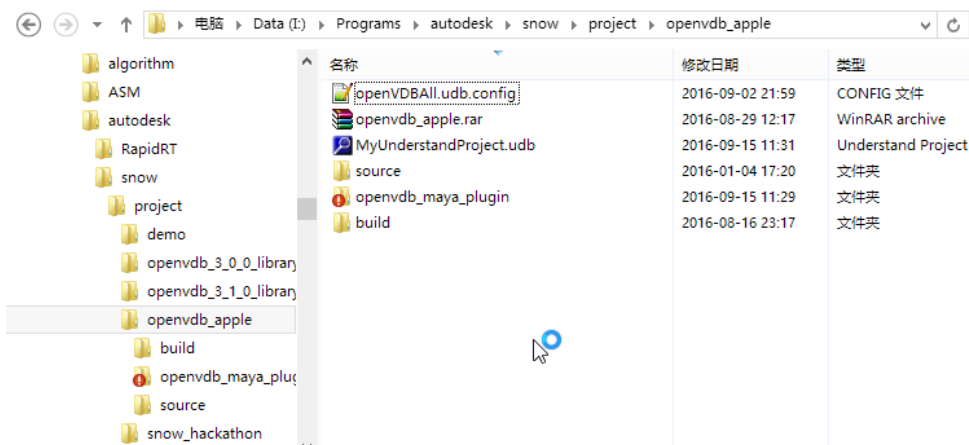 电脑 Data (I:) Programs autodesk snow project openvdb_apple
algorithm
ASM
autodesk
RapidRT
snow
project
demo
openvdb_3_0_0_library
openvdb_3_1_0_library
openvdb_apple
build
openvdb_maya_plug
source
snow_hackathon
名称 修改日期 类型
openVDBAll.udb.config 2016-09-02 21:59 CONFIG 文件
openvdb_apple.rar 2016-08-29 12:17 WinRAR archive
MyUnderstandProject.udb 2016-09-15 11:31 Understand Project
source 2016-01-04 17:20 文件夹
openvdb_maya_plugin 2016-09-15 11:29 文件夹
build 2016-08-16 23:17 文件夹